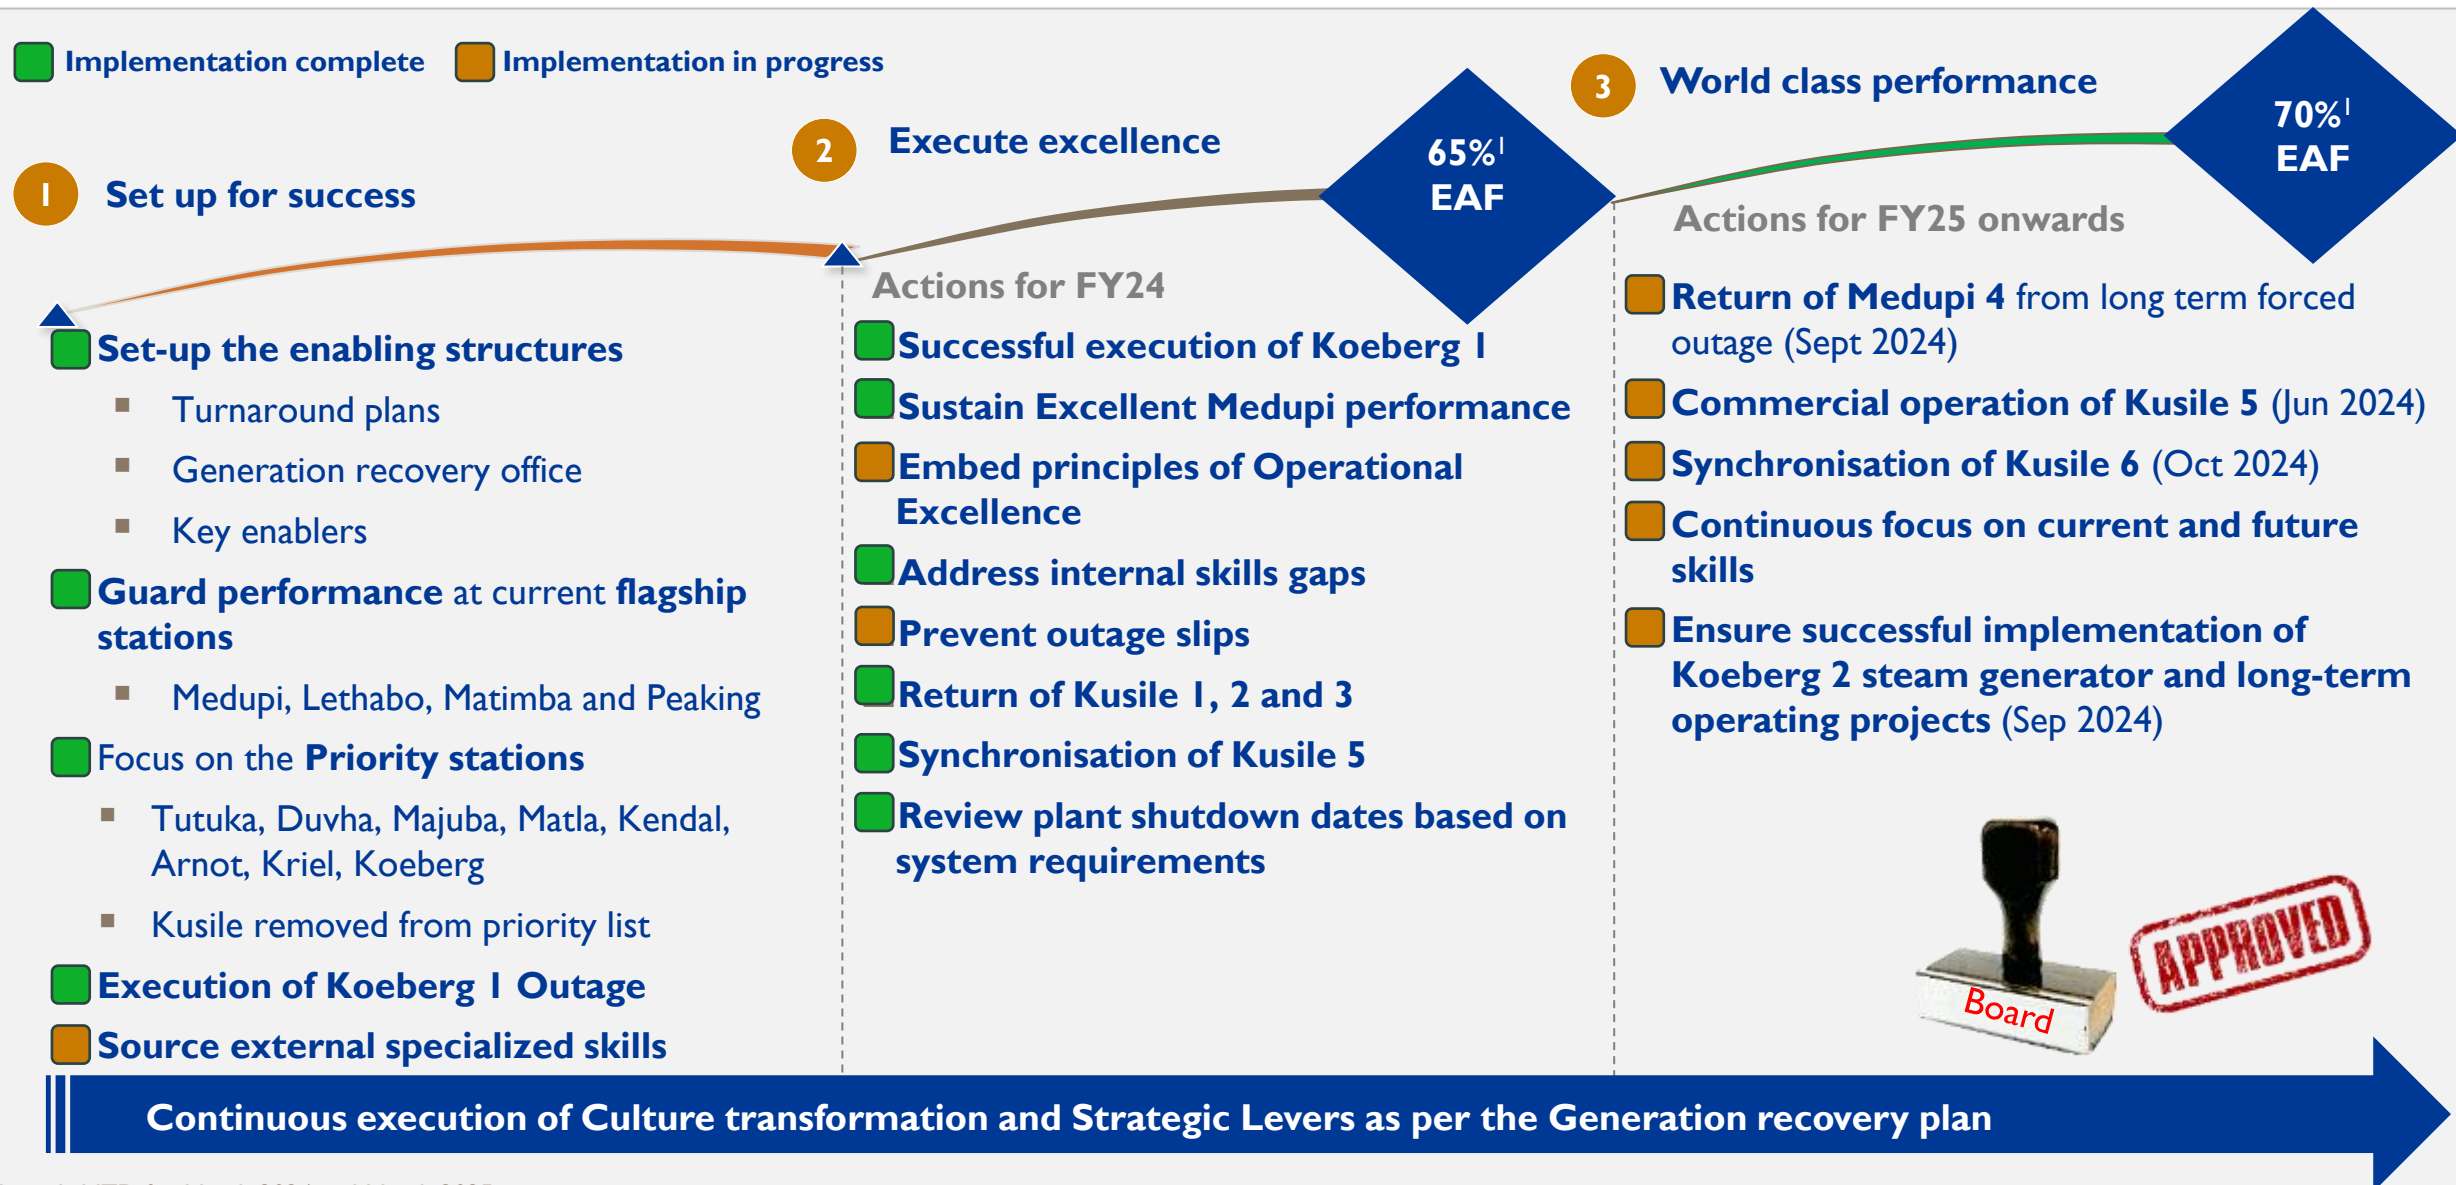 Implementation complete
Implementation in progress
1
Set up for success
Set-up the enabling structures
Turnaround plans
Generation recovery office
Key enablers
Guard performance at current flagship
stations
Medupi, Lethabo, Matimba and Peaking
Focus on the Priority stations
Tutuka, Duvha, Majuba, Matla, Kendal,
Arnot, Kriel, Koeberg
Kusile removed from priority list
Execution of Koeberg 1 Outage
Source external specialized skills
2
Execute excellence
65%1
EAF
Actions for FY24
Successful execution of Koeberg 1
Sustain Excellent Medupi performance
Embed principles of Operational
Excellence
Address internal skills gaps
Prevent outage slips
Return of Kusile 1, 2 and 3
Synchronisation of Kusile 5
Review plant shutdown dates based on
system requirements
3
World class performance
70%1
EAF
Actions for FY25 onwards
Return of Medupi 4 from long term forced
outage (Sept 2024)
Commercial operation of Kusile 5 (Jun 2024)
Synchronisation of Kusile 6 (Oct 2024)
Continuous focus on current and future
skills
Ensure successful implementation of
Koeberg 2 steam generator and long-term
operating projects (Sep 2024)
Board
APPROVED
Continuous execution of Culture transformation and Strategic Levers as per the Generation recovery plan